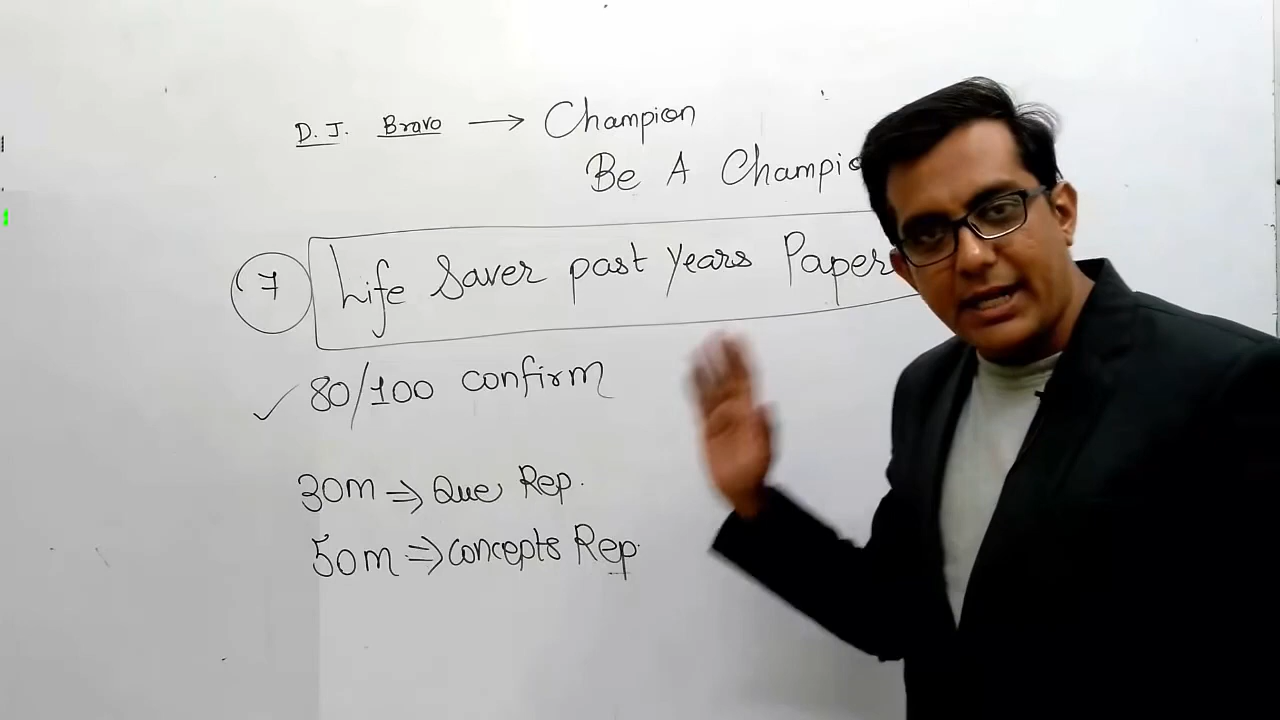 D. J. Bravo → Champion
Be A Champio
7 Life Saver past Years Paper
✓ 80/100 confirm
30m ⇒ Que Rep.
50m ⇒ Concepts Rep.